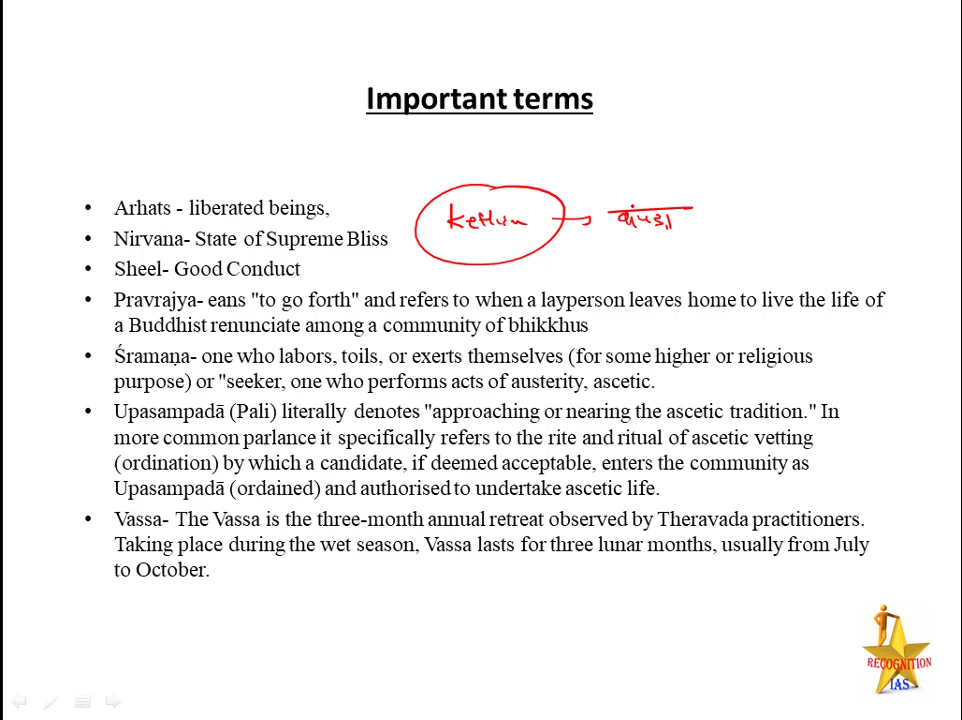 Important terms
• Arhats - liberated beings,
• Nirvana- State of Supreme Bliss
• Sheel- Good Conduct
• Pravrajya- eans "to go forth" and refers to when a layperson leaves home to live the life of
a Buddhist renunciate among a community of bhikkhus
• Śramaṇa- one who labors, toils, or exerts themselves (for some higher or religious
purpose) or "seeker, one who performs acts of austerity, ascetic.
• Upasampadā (Pali) literally denotes "approaching or nearing the ascetic tradition." In
more common parlance it specifically refers to the rite and ritual of ascetic vetting
(ordination) by which a candidate, if deemed acceptable, enters the community as
Upasampadā (ordained) and authorised to undertake ascetic life.
• Vassa- The Vassa is the three-month annual retreat observed by Theravada practitioners.
Taking place during the wet season, Vassa lasts for three lunar months, usually from July
to October.
RECOGNITION
IAS